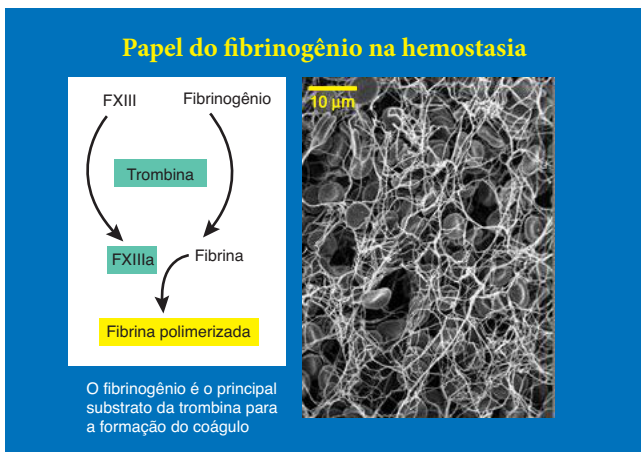 Papel do fibrinogênio na hemostasia
FXIII
Fibrinogênio
Trombina
FXIIIa
Fibrina
Fibrina polimerizada
10 µm
O fibrinogênio é o principal
substrato da trombina para
a formação do coágulo